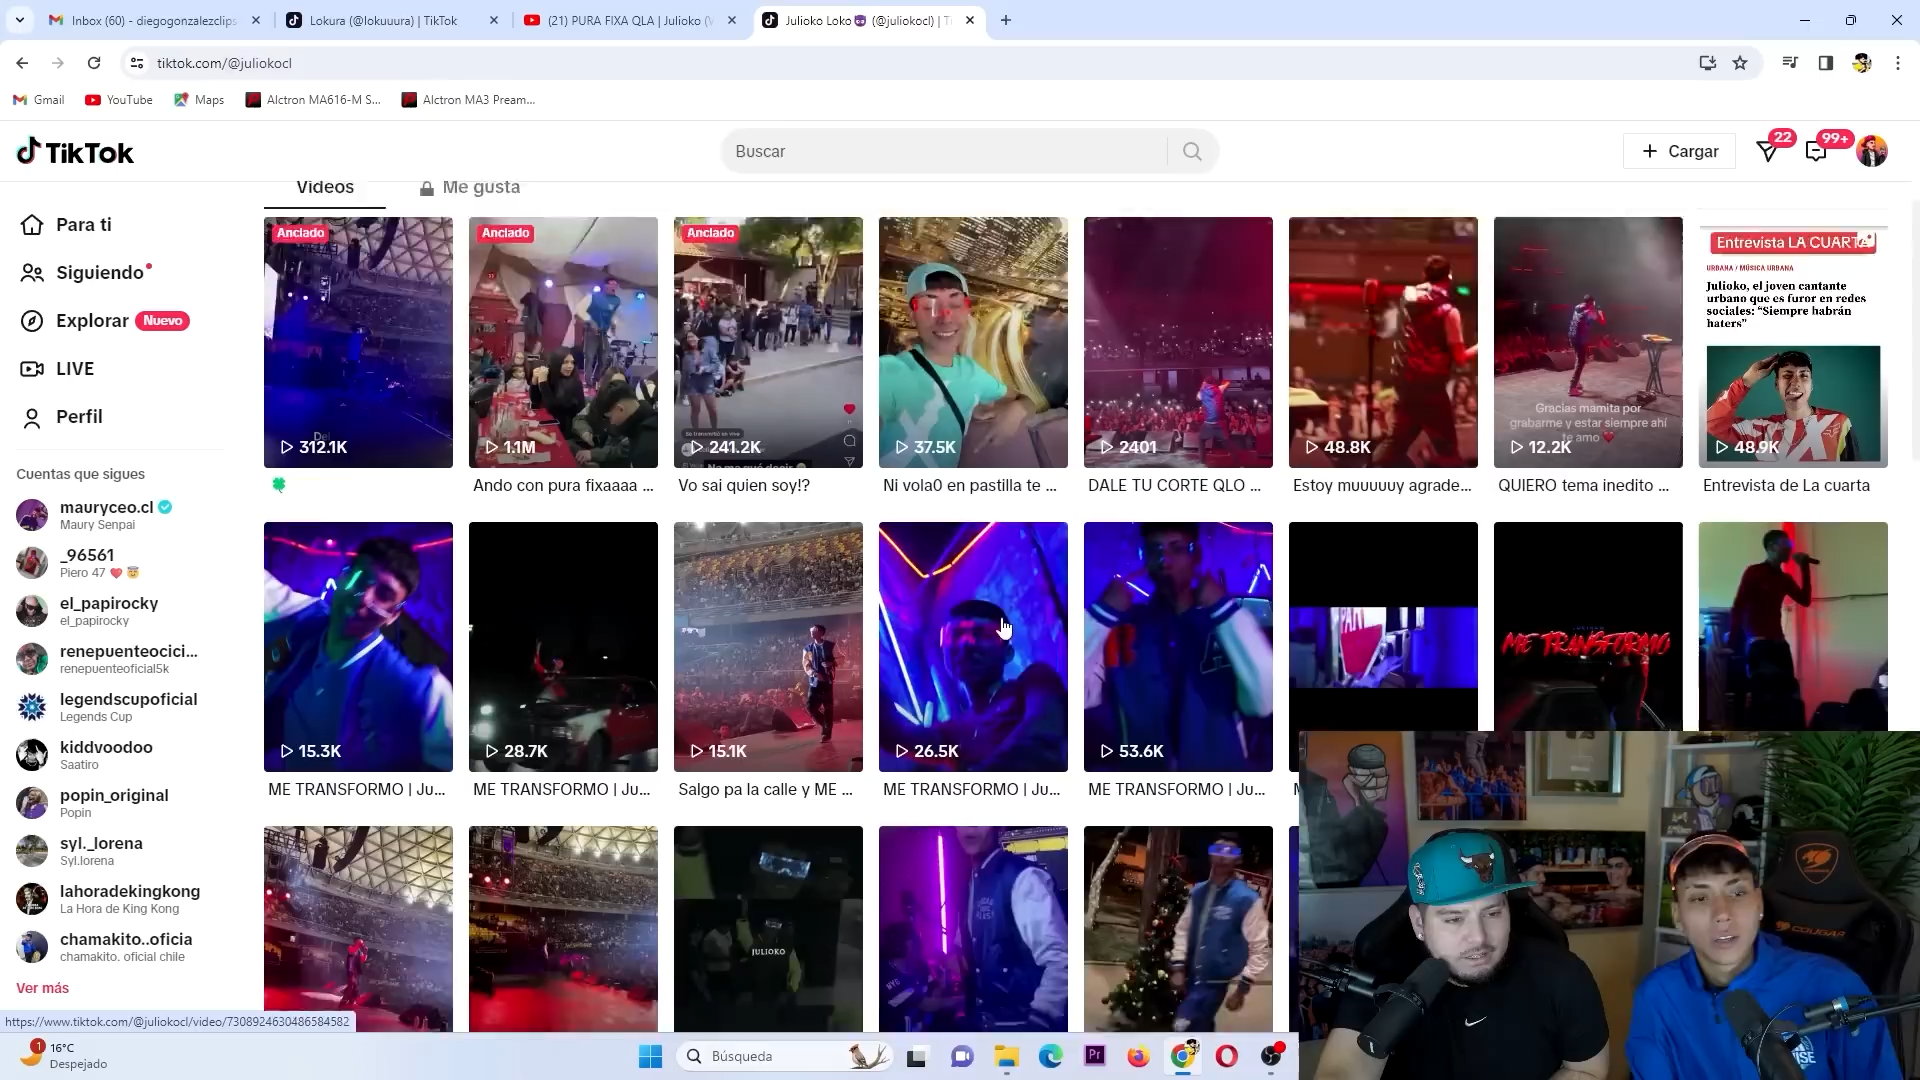 Inbox (60) - diegogonzalezclips
Lokura (@lokuuura) | TikTok
(21) PURA FIXA QLA | Julioko (
Julioko Loko (@juliokocl) | T
tiktok.com/@juliokocl
Gmail
YouTube
Maps
Alctron MA616-M S...
Alctron MA3 Pream...
TikTok
Buscar
Cargar
22
99+
Videos
Me gusta
Para ti
Siguiendo
Explorar
Nuevo
LIVE
Perfil
Cuentas que sigues
mauryceo.cl
Maury Senpai
_96561
Piero 47
el_papirocky
el_papirocky
renepuenteocici...
renepuenteoficial5k
legendscupoficial
Legends Cup
kiddvoodoo
Saatiro
popin_original
Popin
syl._lorena
Syl.lorena
lahoradekingkong
La Hora de King Kong
chamakito..oficia
chamakito. oficial chile
Ver más
Anclado
312.1K
Anclado
1.1M
Ando con pura fixaaaa ...
Anclado
241.2K
Vo sai quien soy!?
37.5K
Ni vola0 en pastilla te ...
2401
DALE TU CORTE QLO ...
48.8K
Estoy muuuuuy agrade...
Gracias mamita por
grabarme y estar siempre ahí
te amo
12.2K
QUIERO tema inedito ...
Entrevista LA CUARTA
URBANA / MÚSICA URBANA
Julioko, el joven cantante
urbano que es furor en redes
sociales: "Siempre habrán
haters"
48.9K
Entrevista de La cuarta
15.3K
ME TRANSFORMO | Ju...
28.7K
ME TRANSFORMO | Ju...
15.1K
Salgo pa la calle y ME ...
26.5K
ME TRANSFORMO | Ju...
53.6K
ME TRANSFORMO | Ju...
ME TRANSFORMO
JULIOKO
COUGAR
https://www.tiktok.com/@juliokocl/video/7308924630486584582
1
16°C
Despejado
Búsqueda
Pr